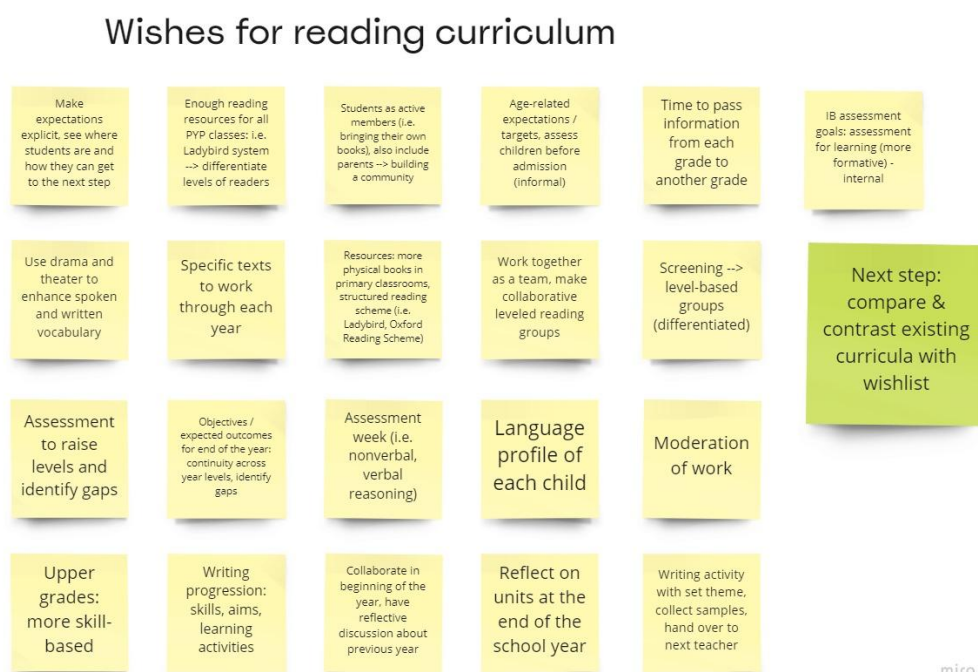 Wishes for reading curriculum
Make
expectations
explicit, see where
students are and
how they can get
to the next step
Enough reading
resources for all
PYP classes: i.e.
Ladybird system
--> differentiate
levels of readers
Students as active
members (i.e.
bringing their own
books), also include
parents --> building
a community
Age-related
expectations /
targets, assess
children before
admission
(informal)
Time to pass
information
from each
grade to
another grade
IB assessment
goals: assessment
for learning (more
formative) -
internal
Use drama and
theater to
enhance spoken
and written
vocabulary
Specific texts
to work
through each
year
Resources: more
physical books in
primary classrooms,
structured reading
scheme (i.e.
Ladybird, Oxford
Reading Scheme)
Work together
as a team, make
collaborative
leveled reading
groups
Screening -->
level-based
groups
(differentiated)
Next step:
compare &
contrast existing
curricula with
wishlist
Assessment
to raise
levels and
identify gaps
Objectives /
expected outcomes
for end of the year:
continuity across
year levels, identify
gaps
Assessment
week (i.e.
nonverbal,
verbal
reasoning)
Language
profile of
each child
Moderation
of work
Upper
grades:
more skill-
based
Writing
progression:
skills, aims,
learning
activities
Collaborate in
beginning of the
year, have
reflective
discussion about
previous year
Reflect on
units at the
end of the
school year
Writing activity
with set theme,
collect samples,
hand over to
next teacher
miro